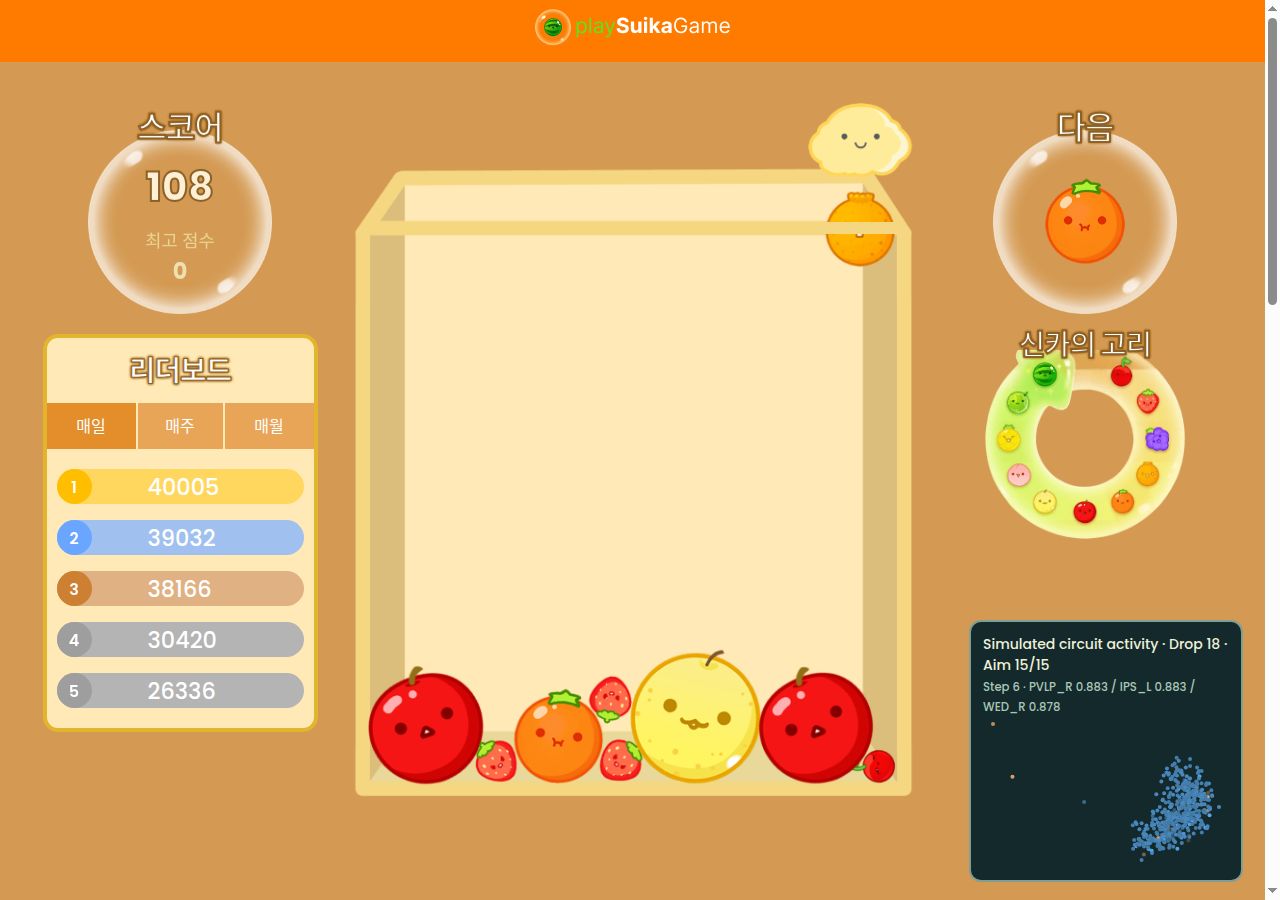 playSuikaGame
스코어
108
최고 점수
0
다음
신카의 고리
리더보드
매일 매주 매월
1 40005
2 39032
3 38166
4 30420
5 26336
Simulated circuit activity · Drop 18 ·
Aim 15/15
Step 6 · PVLP_R 0.883 / IPS_L 0.883 /
WED_R 0.878